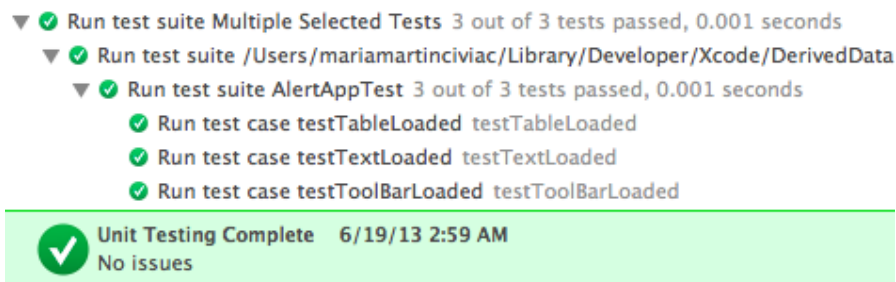 Run test suite Multiple Selected Tests 3 out of 3 tests passed, 0.001 seconds
Run test suite /Users/mariamartinciviac/Library/Developer/Xcode/DerivedData
Run test suite AlertAppTest 3 out of 3 tests passed, 0.001 seconds
Run test case testTableLoaded testTableLoaded
Run test case testTextLoaded testTextLoaded
Run test case testToolBarLoaded testToolBarLoaded
Unit Testing Complete 6/19/13 2:59 AM
No issues